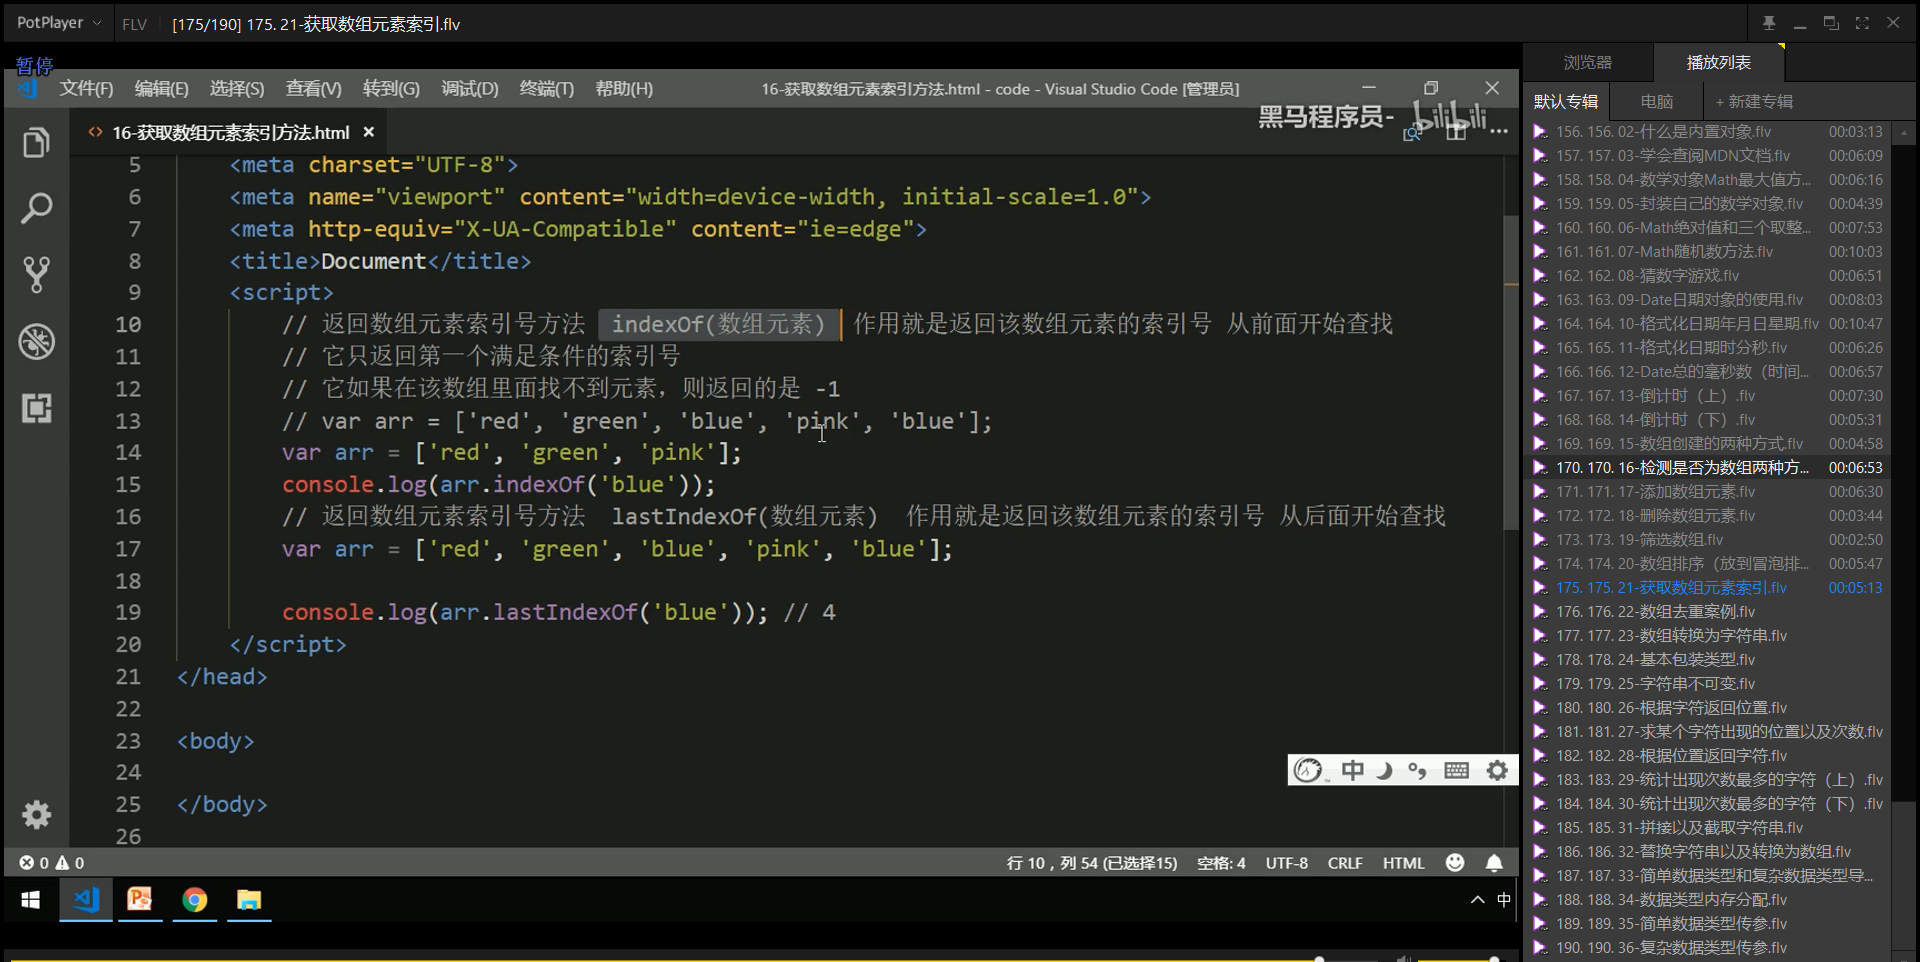 PotPlayer
FLV
[175/190] 175. 21-获取数组元素索引.flv
暂停
文件(F) 编辑(E) 选择(S) 查看(V) 转到(G) 调试(D) 终端(T) 帮助(H)
16-获取数组元素索引方法.html - code - Visual Studio Code [管理员]
<> 16-获取数组元素索引方法.html ×
黑马程序员- bilibili
5 <meta charset="UTF-8">
6 <meta name="viewport" content="width=device-width, initial-scale=1.0">
7 <meta http-equiv="X-UA-Compatible" content="ie=edge">
8 <title>Document</title>
9 <script>
10 // 返回数组元素索引号方法 indexOf(数组元素) 作用就是返回该数组元素的索引号 从前面开始查找
11 // 它只返回第一个满足条件的索引号
12 // 它如果在该数组里面找不到元素，则返回的是 -1
13 // var arr = ['red', 'green', 'blue', 'pink', 'blue'];
14 var arr = ['red', 'green', 'pink'];
15 console.log(arr.indexOf('blue'));
16 // 返回数组元素索引号方法 lastIndexOf(数组元素) 作用就是返回该数组元素的索引号 从后面开始查找
17 var arr = ['red', 'green', 'blue', 'pink', 'blue'];
18
19 console.log(arr.lastIndexOf('blue')); // 4
20 </script>
21 </head>
22
23 <body>
24
25 </body>
26
中
0 0
行 10，列 54 (已选择15) 空格: 4 UTF-8 CRLF HTML
中
浏览器 播放列表
默认专辑 电脑 + 新建专辑
156. 156. 02-什么是内置对象.flv 00:03:13
157. 157. 03-学会查阅MDN文档.flv 00:06:09
158. 158. 04-数学对象Math最大值方... 00:06:16
159. 159. 05-封装自己的数学对象.flv 00:04:39
160. 160. 06-Math绝对值和三个取整... 00:07:53
161. 161. 07-Math随机数方法.flv 00:10:03
162. 162. 08-猜数字游戏.flv 00:06:51
163. 163. 09-Date日期对象的使用.flv 00:08:03
164. 164. 10-格式化日期年月日星期.flv 00:10:47
165. 165. 11-格式化日期时分秒.flv 00:06:26
166. 166. 12-Date总的毫秒数（时间... 00:06:57
167. 167. 13-倒计时（上）.flv 00:07:30
168. 168. 14-倒计时（下）.flv 00:05:31
169. 169. 15-数组创建的两种方式.flv 00:04:58
170. 170. 16-检测是否为数组两种方... 00:06:53
171. 171. 17-添加数组元素.flv 00:06:30
172. 172. 18-删除数组元素.flv 00:03:44
173. 173. 19-筛选数组.flv 00:02:50
174. 174. 20-数组排序（放到冒泡排... 00:05:47
175. 175. 21-获取数组元素索引.flv 00:05:13
176. 176. 22-数组去重案例.flv
177. 177. 23-数组转换为字符串.flv
178. 178. 24-基本包装类型.flv
179. 179. 25-字符串不可变.flv
180. 180. 26-根据字符返回位置.flv
181. 181. 27-求某个字符出现的位置以及次数.flv
182. 182. 28-根据位置返回字符.flv
183. 183. 29-统计出现次数最多的字符（上）.flv
184. 184. 30-统计出现次数最多的字符（下）.flv
185. 185. 31-拼接以及截取字符串.flv
186. 186. 32-替换字符串以及转换为数组.flv
187. 187. 33-简单数据类型和复杂数据类型导...
188. 188. 34-数据类型内存分配.flv
189. 189. 35-简单数据类型传参.flv
190. 190. 36-复杂数据类型传参.flv